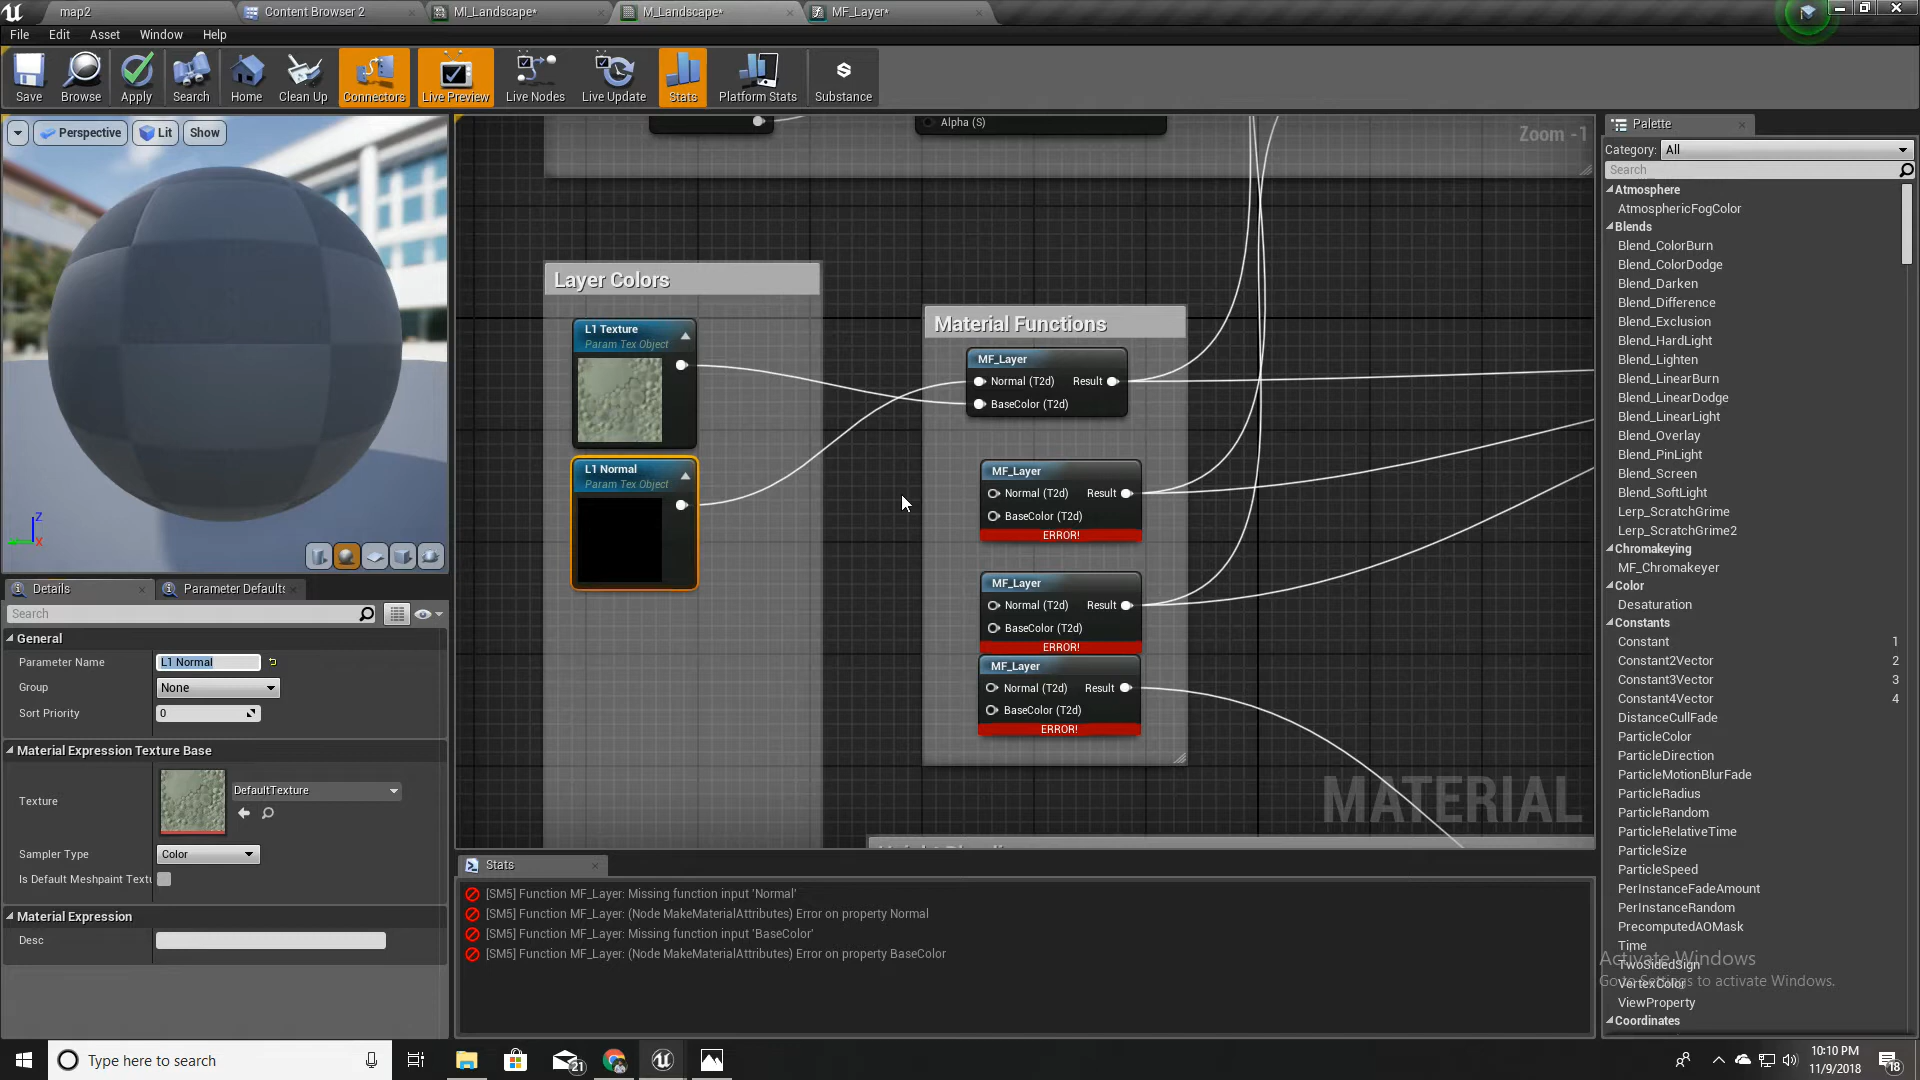 map2
Content Browser 2
MI_Landscape*
M_Landscape*
MF_Layer*
File Edit Asset Window Help
Save Browse Apply Search Home Clean Up Connectors Live Preview Live Nodes Live Update Stats Platform Stats Substance
Perspective Lit Show
Alpha (S)
Zoom -1
Layer Colors
L1 Texture
Param Tex Object
L1 Normal
Param Tex Object
Material Functions
MF_Layer
Normal (T2d) Result
BaseColor (T2d)
MF_Layer
Normal (T2d) Result
BaseColor (T2d)
ERROR!
MF_Layer
Normal (T2d) Result
BaseColor (T2d)
ERROR!
MF_Layer
Normal (T2d) Result
BaseColor (T2d)
ERROR!
MATERIAL
Z
X
Details
Parameter Defaults
Search
General
Parameter Name L1 Normal
Group None
Sort Priority 0
Material Expression Texture Base
Texture DefaultTexture
Sampler Type Color
Is Default Meshpaint Textu
Material Expression
Desc
Stats
[SM5] Function MF_Layer: Missing function input 'Normal'
[SM5] Function MF_Layer: (Node MakeMaterialAttributes) Error on property Normal
[SM5] Function MF_Layer: Missing function input 'BaseColor'
[SM5] Function MF_Layer: (Node MakeMaterialAttributes) Error on property BaseColor
Palette
Category: All
Search
Atmosphere
AtmosphericFogColor
Blends
Blend_ColorBurn
Blend_ColorDodge
Blend_Darken
Blend_Difference
Blend_Exclusion
Blend_HardLight
Blend_Lighten
Blend_LinearBurn
Blend_LinearDodge
Blend_LinearLight
Blend_Overlay
Blend_PinLight
Blend_Screen
Blend_SoftLight
Lerp_ScratchGrime
Lerp_ScratchGrime2
Chromakeying
MF_Chromakeyer
Color
Desaturation
Constants
Constant 1
Constant2Vector 2
Constant3Vector 3
Constant4Vector 4
DistanceCullFade
ParticleColor
ParticleDirection
ParticleMotionBlurFade
ParticleRadius
ParticleRandom
ParticleRelativeTime
ParticleSize
ParticleSpeed
PerInstanceFadeAmount
PerInstanceRandom
PrecomputedAOMask
Time
TwoSidedSign
VertexColor
ViewProperty
Coordinates
Activate Windows
Go to Settings to activate Windows.
Type here to search
21
10:10 PM
11/9/2018
18